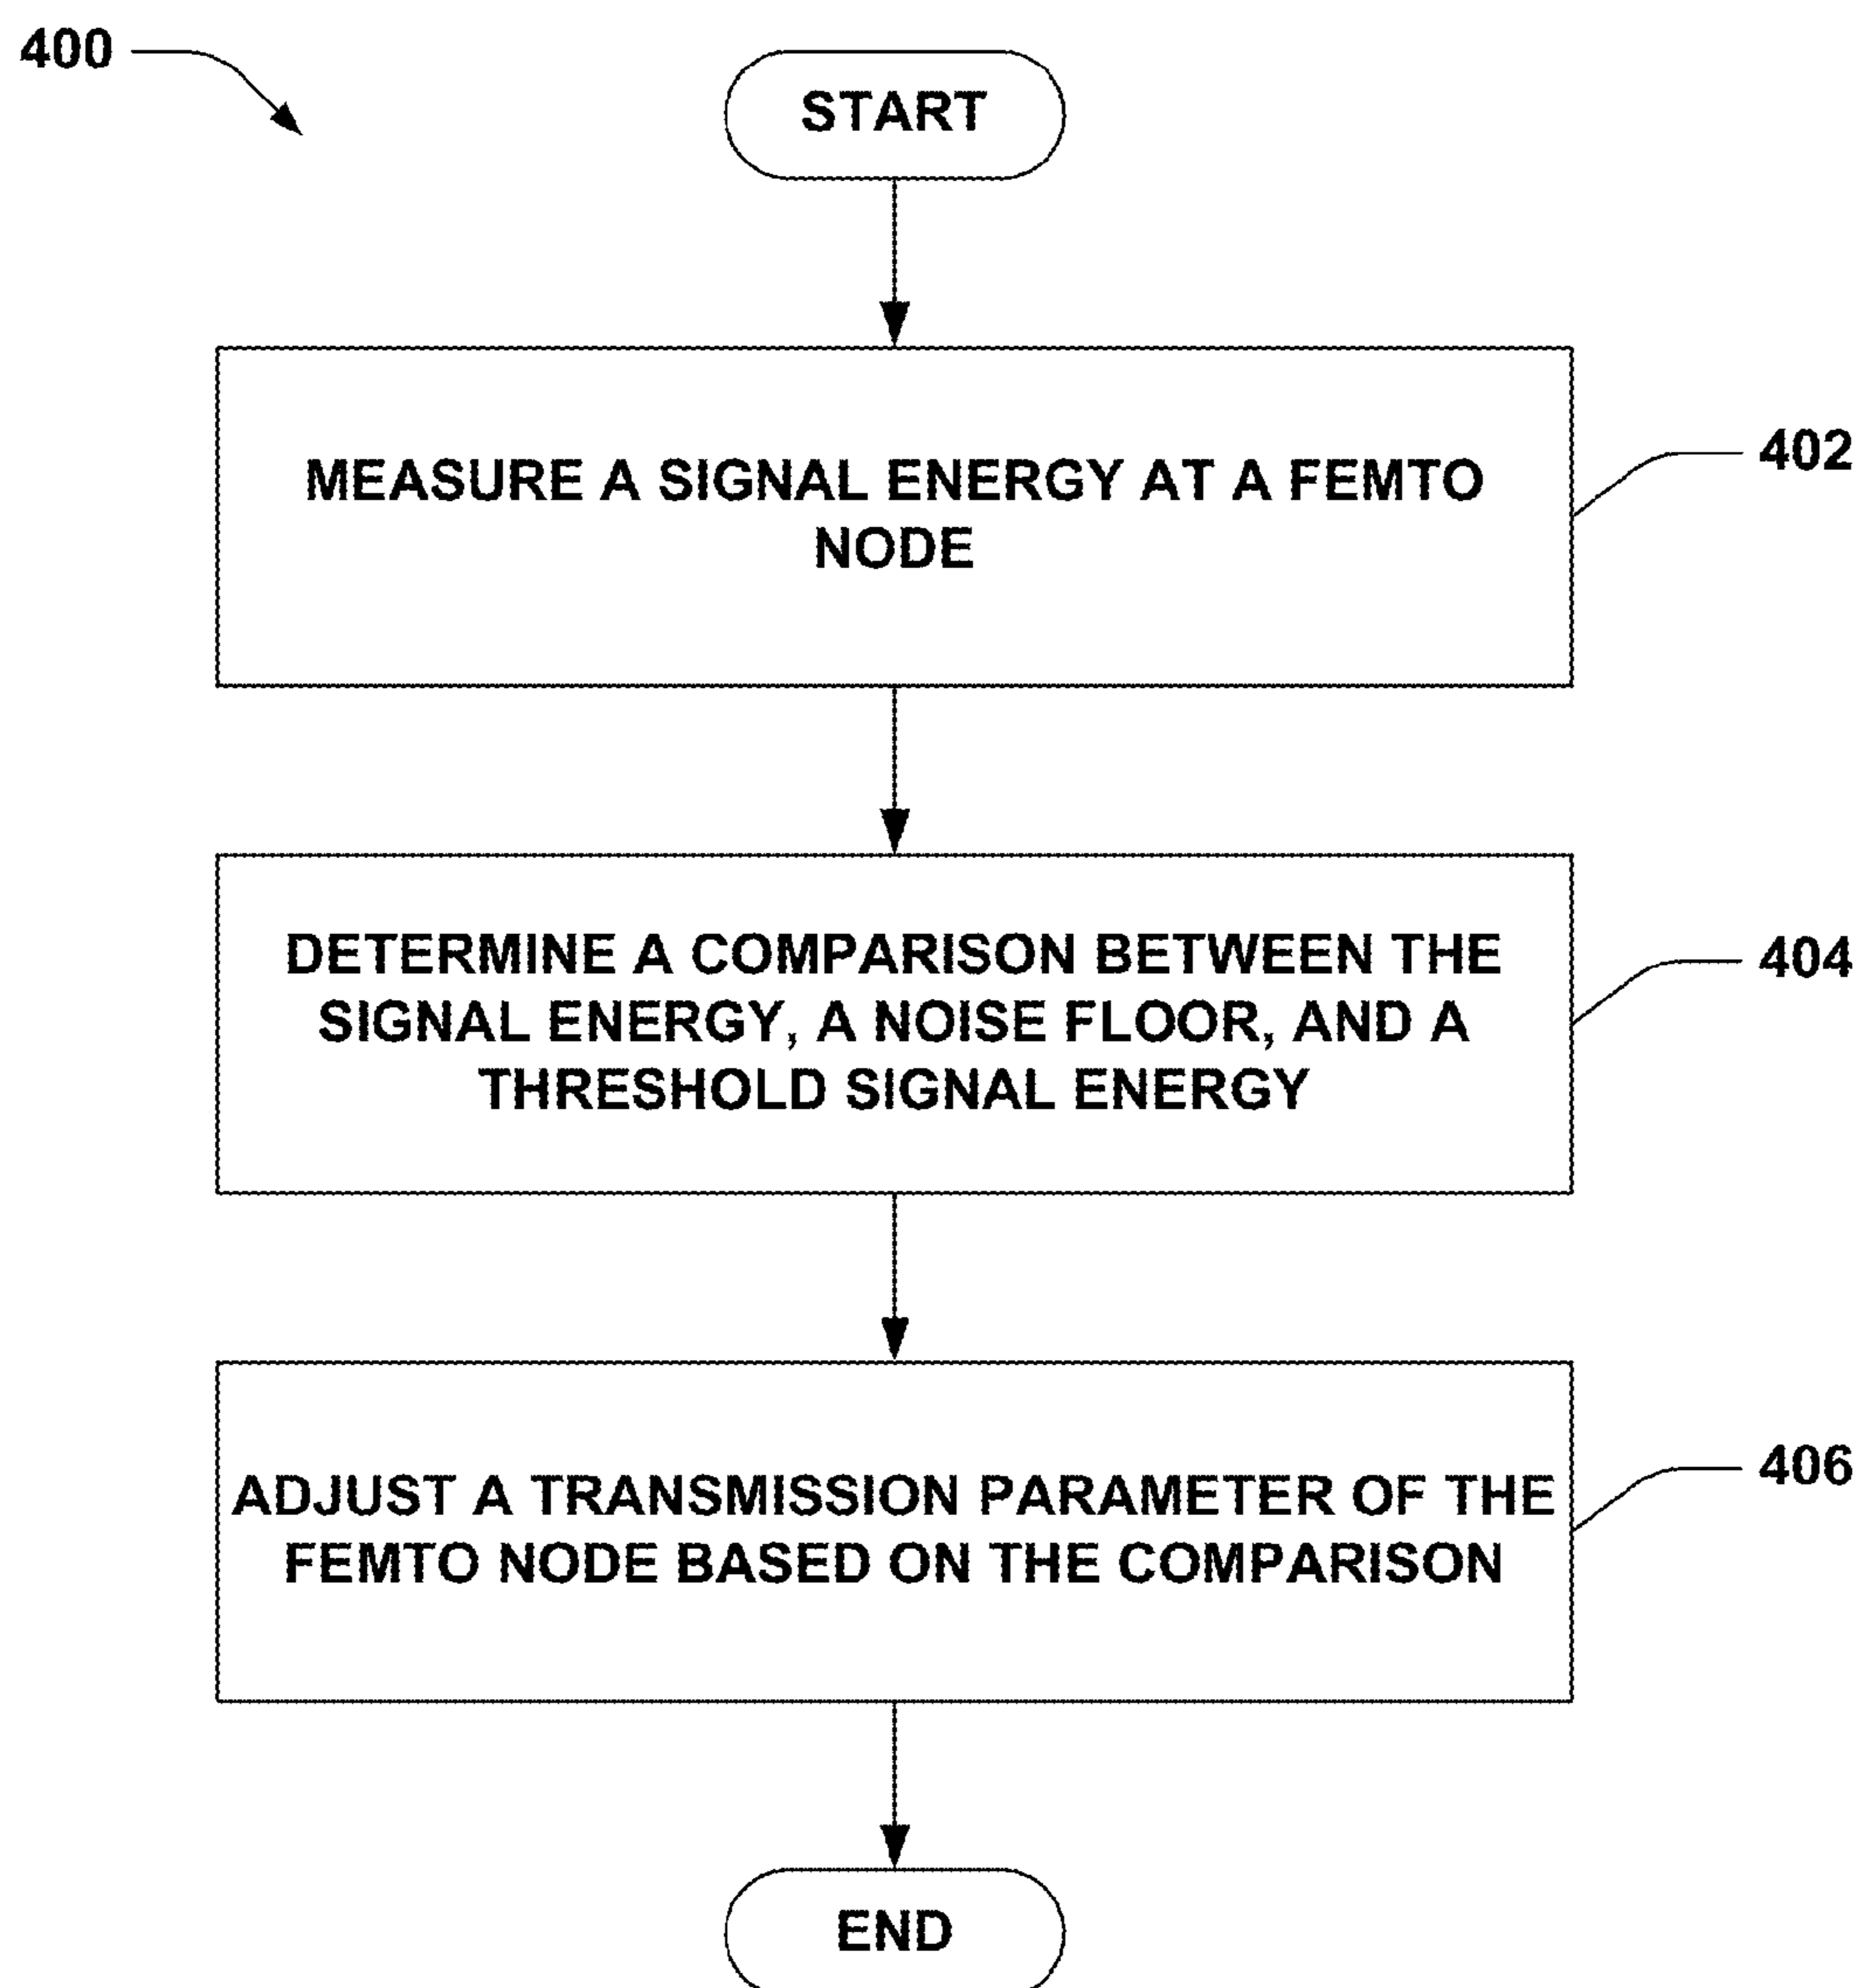 400
START
MEASURE A SIGNAL ENERGY AT A FEMTO
NODE
402
DETERMINE A COMPARISON BETWEEN THE
SIGNAL ENERGY, A NOISE FLOOR, AND A
THRESHOLD SIGNAL ENERGY
404
ADJUST A TRANSMISSION PARAMETER OF THE
FEMTO NODE BASED ON THE COMPARISON
406
END